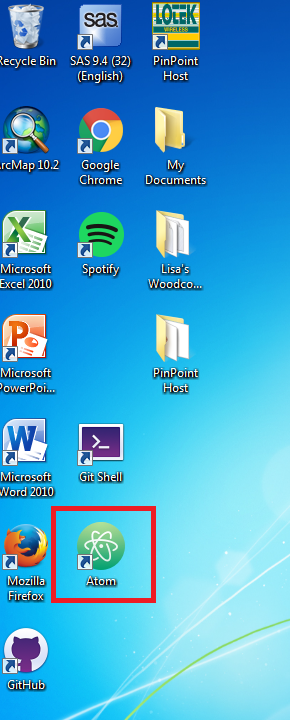 Recycle Bin
SAS 9.4 (32)
(English)
LOTEK
WIRELESS
PinPoint
Host
ArcMap 10.2
Google
Chrome
My
Documents
Microsoft
Excel 2010
Spotify
Lisa's
Woodco...
Microsoft
PowerPoi...
PinPoint
Host
Microsoft
Word 2010
Git Shell
Mozilla
Firefox
Atom
GitHub